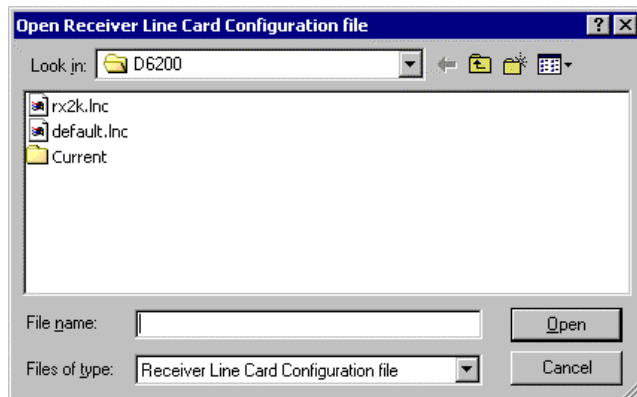 Open Receiver Line Card Configuration file
Look in: D6200
rx2k.lnc
default.lnc
Current
File name:
Open
Files of type: Receiver Line Card Configuration file
Cancel